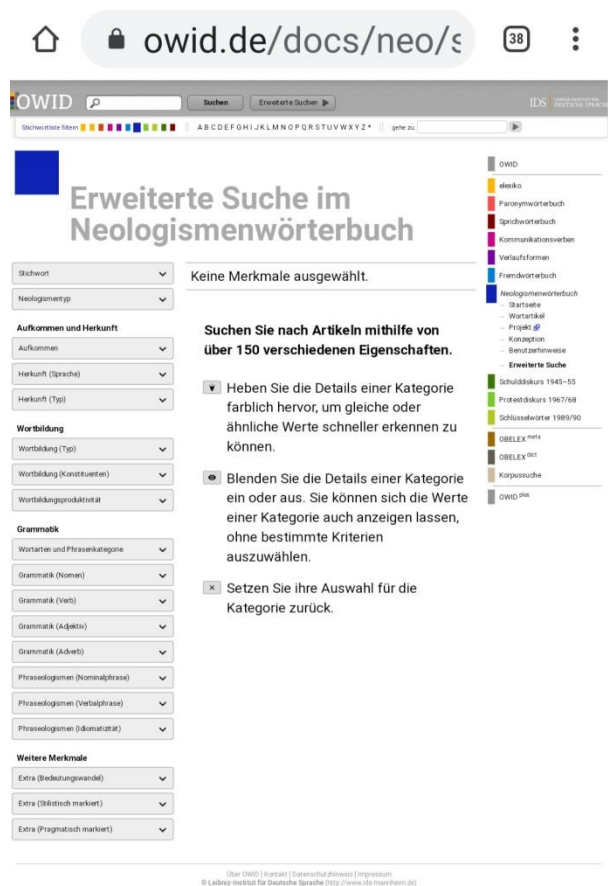 owid.de/docs/neo/s
38
OWID
Suchen
Erweiterte Suchen
IDS LEIBNIZ-INSTITUT FÜR DEUTSCHE SPRACHE
Stichwortliste filtern
A B C D E F G H I J K L M N O P Q R S T U V W X Y Z *
gehe zu:
Erweiterte Suche im
Neologismenwörterbuch
Stichwort
Neologismentyp
Aufkommen und Herkunft
Aufkommen
Herkunft (Sprache)
Herkunft (Typ)
Wortbildung
Wortbildung (Typ)
Wortbildung (Konstituenten)
Wortbildungsproduktivität
Grammatik
Wortarten und Phrasenkategorie
Grammatik (Nomen)
Grammatik (Verb)
Grammatik (Adjektiv)
Grammatik (Adverb)
Phraseologismen (Nominalphrase)
Phraseologismen (Verbalphrase)
Phraseologismen (Idiomatizität)
Weitere Merkmale
Extra (Bedeutungswandel)
Extra (Stilistisch markiert)
Extra (Pragmatisch markiert)
Keine Merkmale ausgewählt.
Suchen Sie nach Artikeln mithilfe von
über 150 verschiedenen Eigenschaften.
Heben Sie die Details einer Kategorie
farblich hervor, um gleiche oder
ähnliche Werte schneller erkennen zu
können.
Blenden Sie die Details einer Kategorie
ein oder aus. Sie können sich die Werte
einer Kategorie auch anzeigen lassen,
ohne bestimmte Kriterien
auszuwählen.
Setzen Sie ihre Auswahl für die
Kategorie zurück.
OWID
elexiko
Paronymwörterbuch
Sprichwörterbuch
Kommunikationsverben
Verlaufsformen
Fremdwörterbuch
Neologismenwörterbuch
– Startseite
– Wortartikel
– Projekt
– Konzeption
– Benutzerhinweise
– Erweiterte Suche
Schulddiskurs 1945–55
Protestdiskurs 1967/68
Schlüsselwörter 1989/90
OBELEX meta
OBELEX dict
Korpussuche
OWID plus
Über OWID | Kontakt | Datenschutzhinweis | Impressum
© Leibniz-Institut für Deutsche Sprache (http://www.ids-mannheim.de)